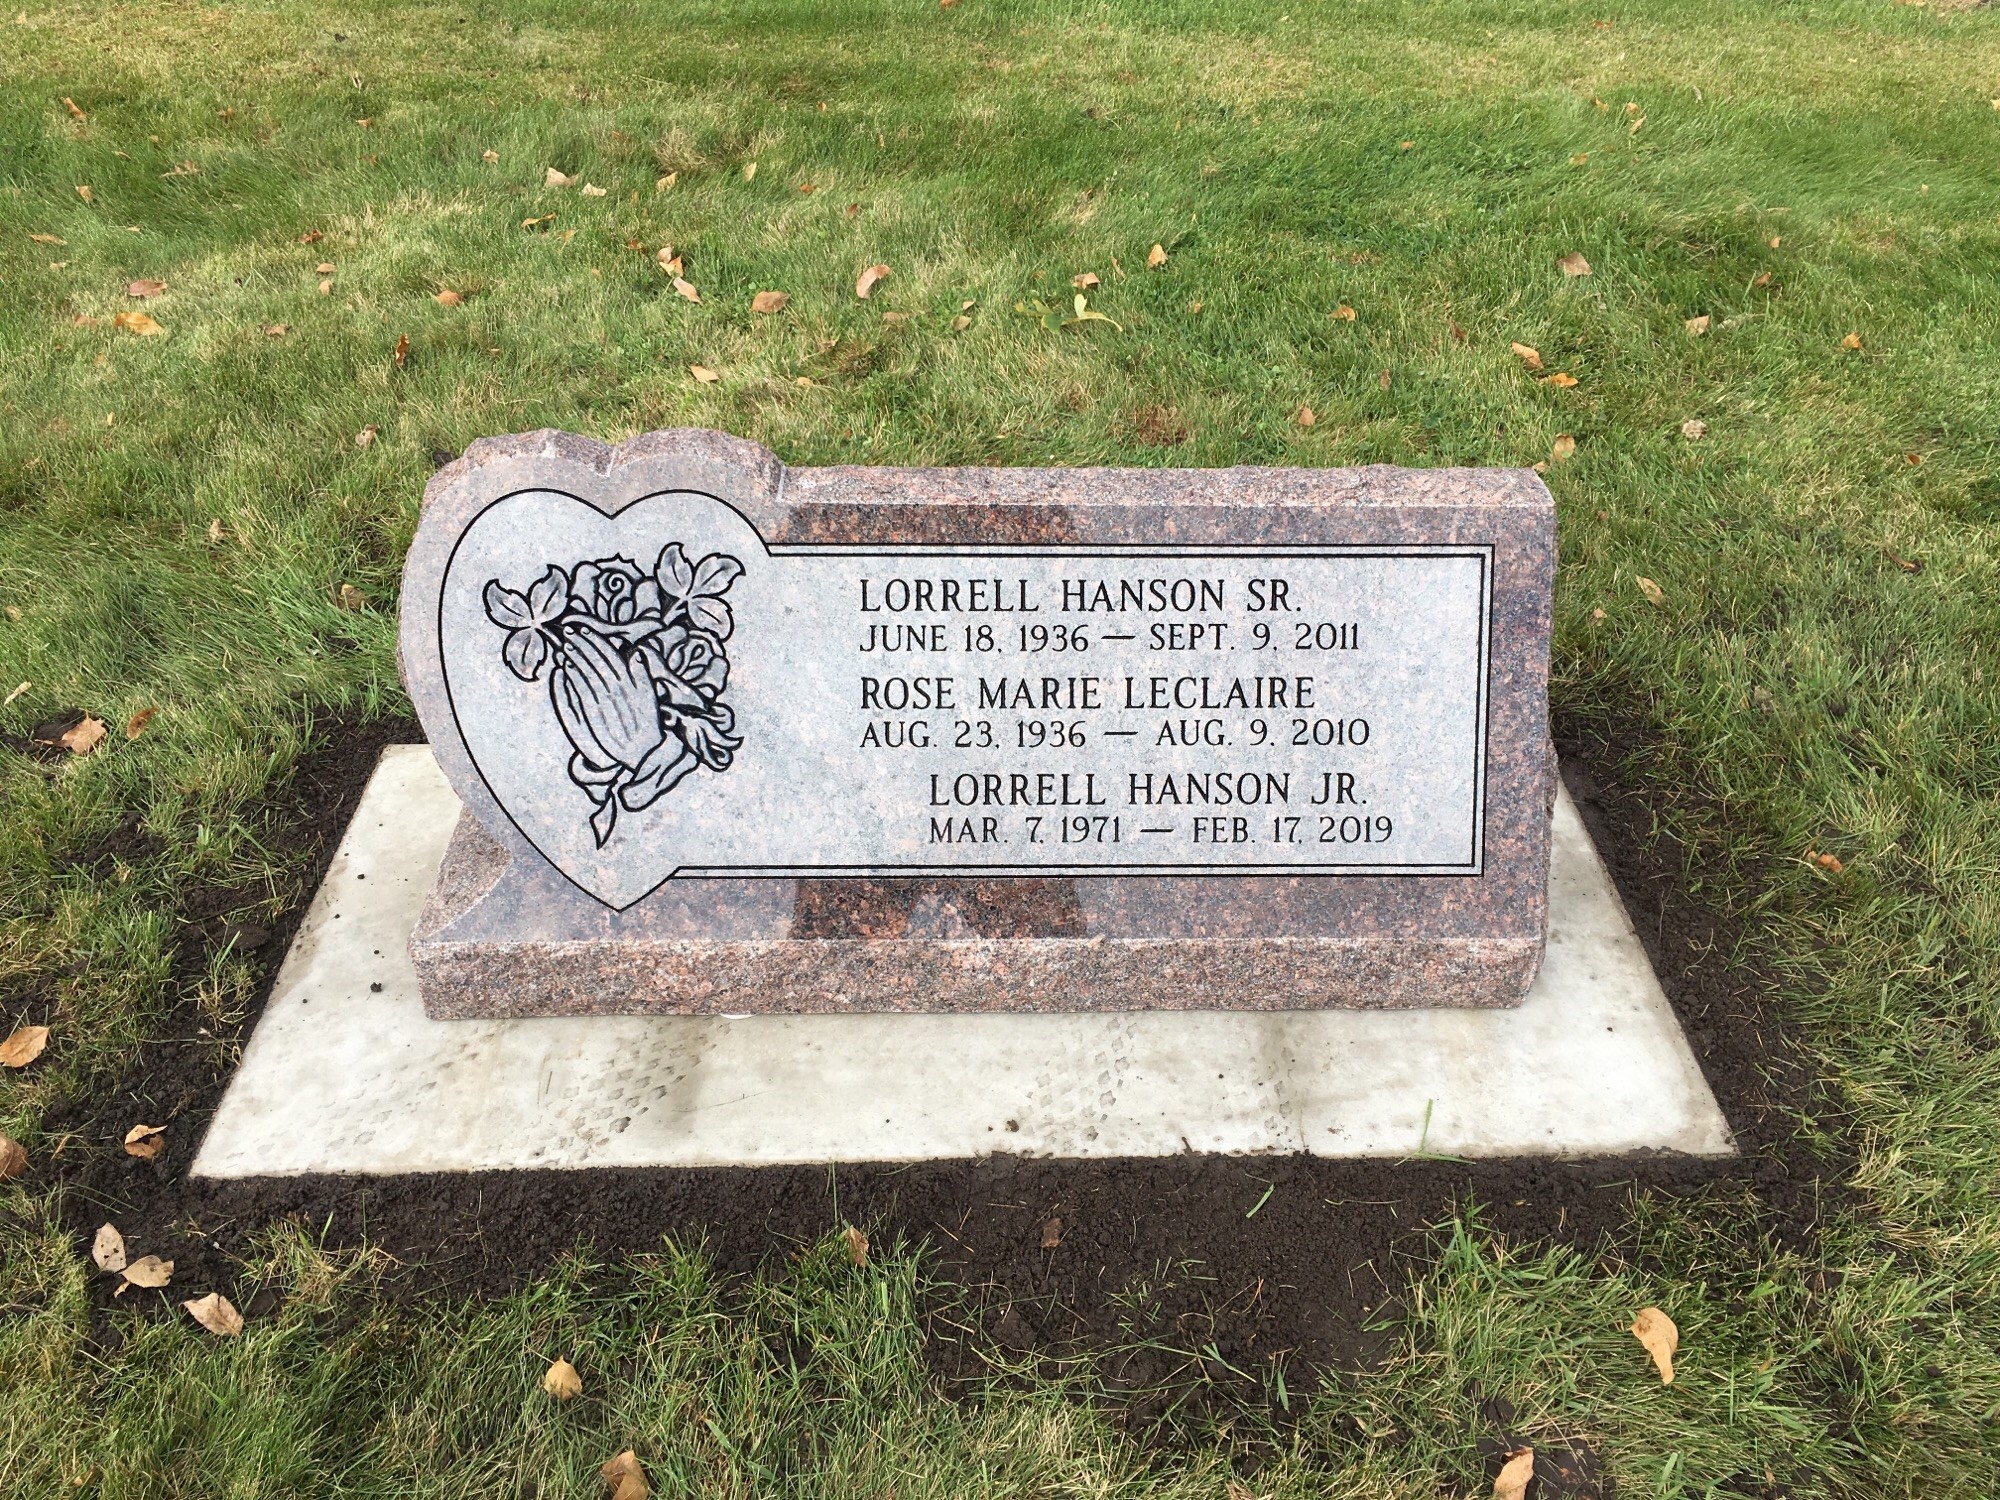 LORRELL HANSON SR.
JUNE 18, 1936 — SEPT. 9, 2011
ROSE MARIE LECLAIRE
AUG. 23, 1936 — AUG. 9, 2010
LORRELL HANSON JR.
MAR. 7, 1971 — FEB. 17, 2019